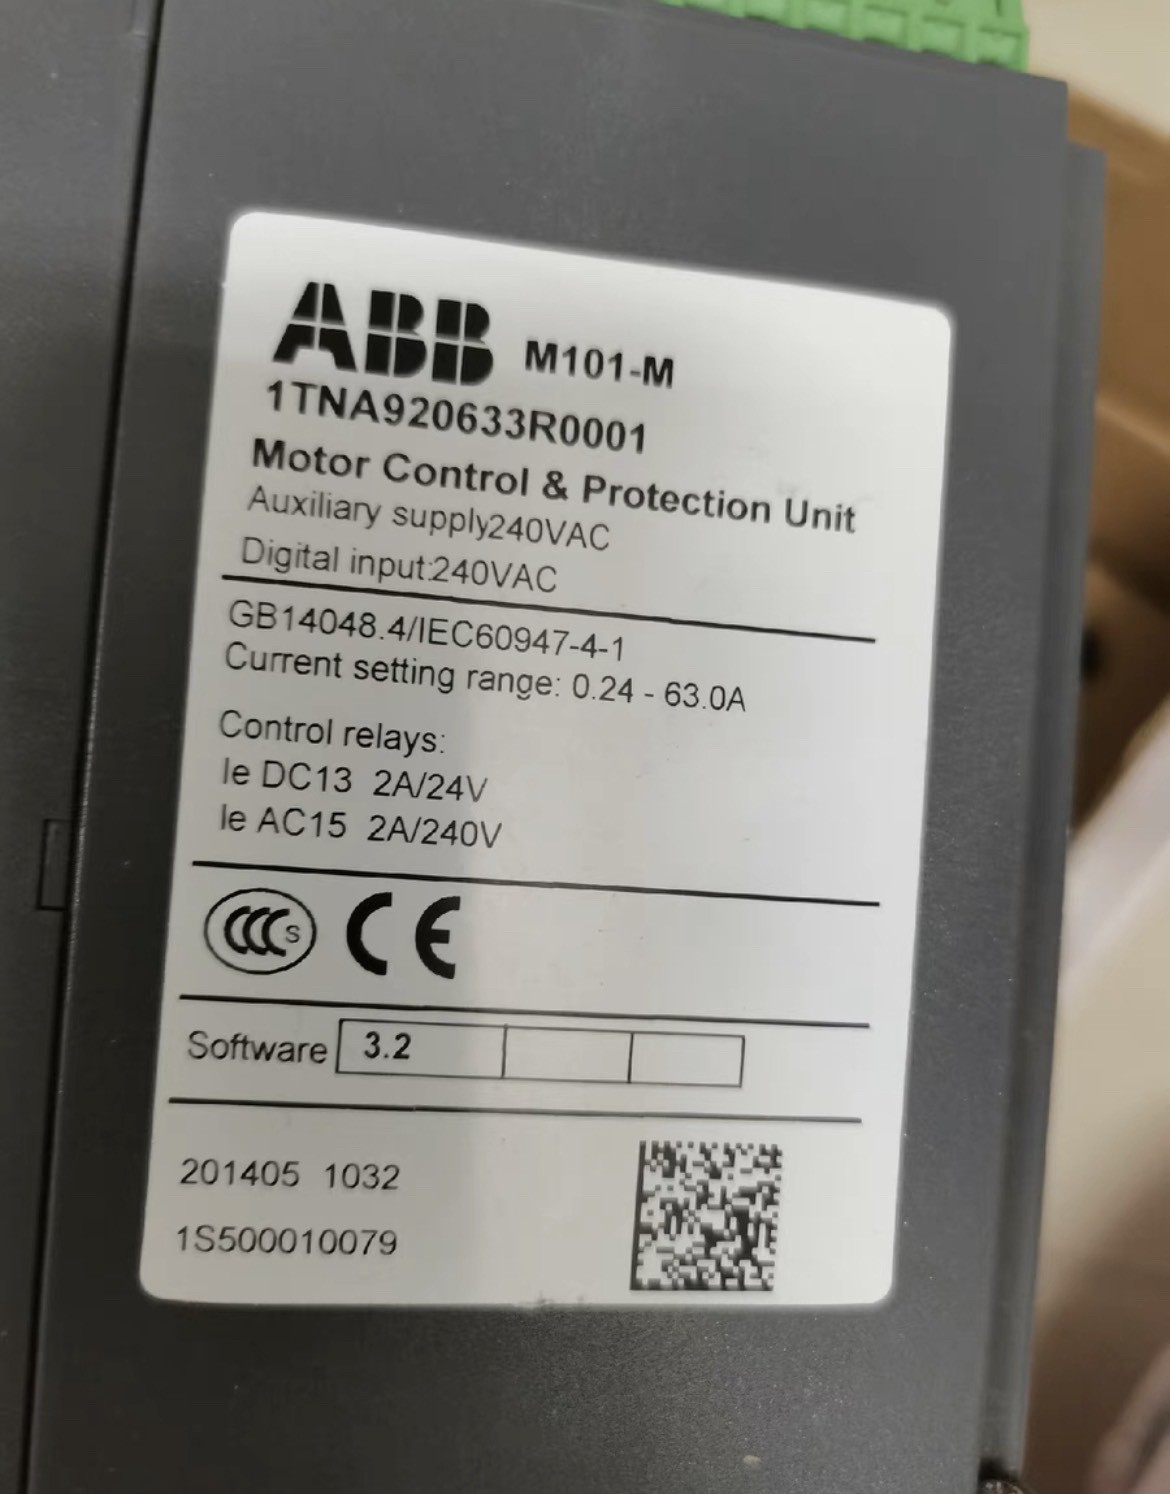 ABB M101-M
1TNA920633R0001
Motor Control & Protection Unit
Auxiliary supply240VAC
Digital input:240VAC
GB14048.4/IEC60947-4-1
Current setting range: 0.24 - 63.0A
Control relays:
Ie DC13 2A/24V
Ie AC15 2A/240V
CCC S CE
Software 3.2
201405 1032
1S500010079